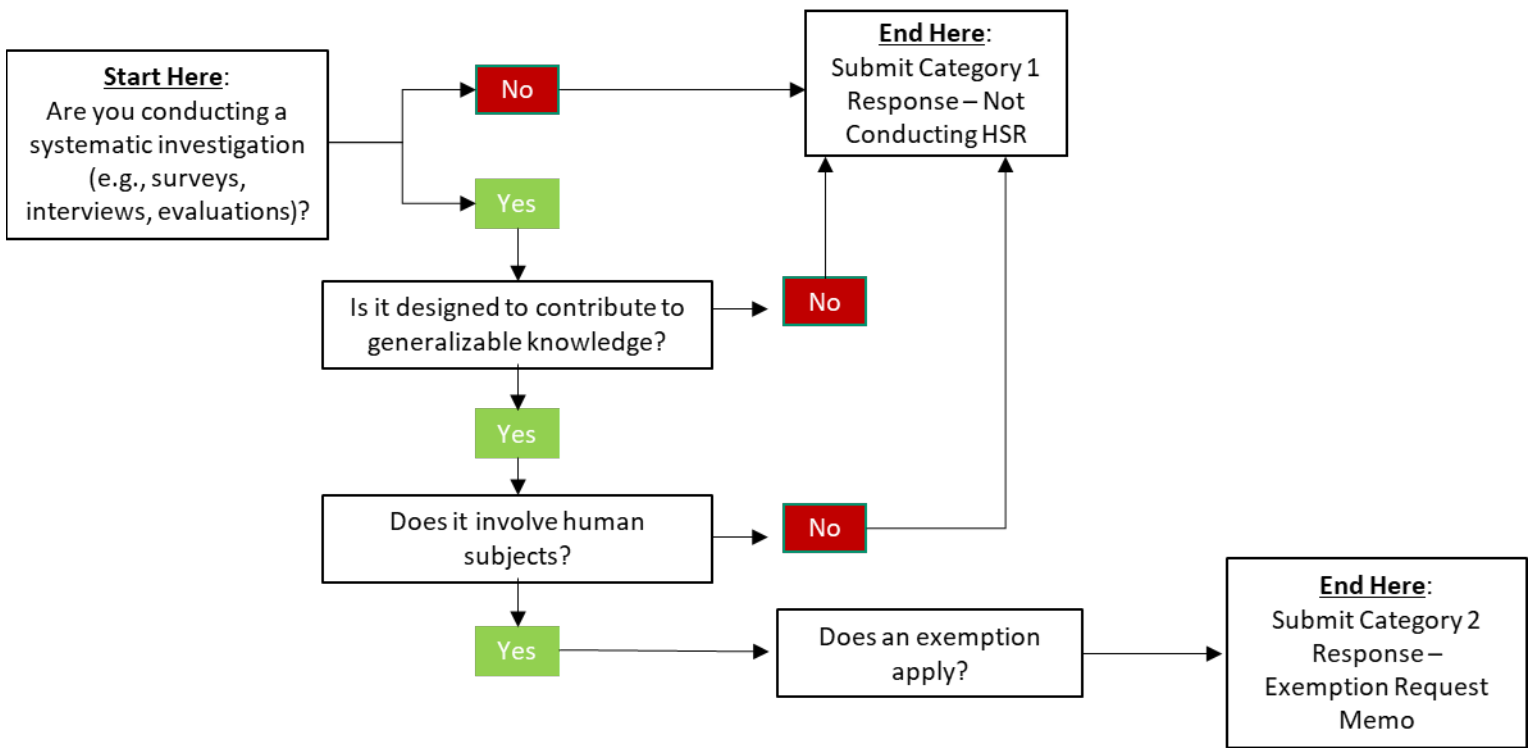 Start Here:
Are you conducting a
systematic investigation
(e.g., surveys,
interviews, evaluations)?
No
End Here:
Submit Category 1
Response – Not
Conducting HSR
Yes
Is it designed to contribute to
generalizable knowledge?
No
Yes
Does it involve human
subjects?
No
Yes
Does an exemption
apply?
End Here:
Submit Category 2
Response –
Exemption Request
Memo